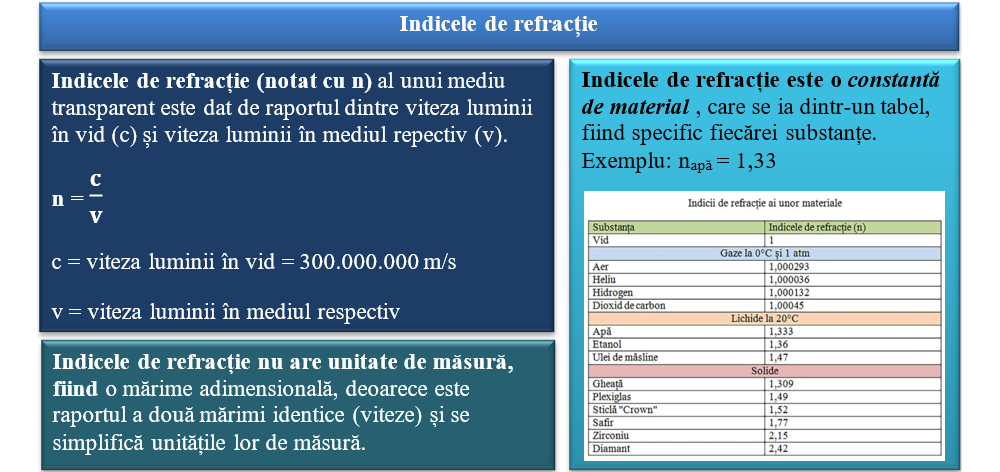 Indicele de refracție
Indicele de refracție (notat cu n) al unui mediu
transparent este dat de raportul dintre viteza luminii
în vid (c) și viteza luminii în mediul repectiv (v).
n = c/v
c = viteza luminii în vid = 300.000.000 m/s
v = viteza luminii în mediul respectiv
Indicele de refracție nu are unitate de măsură,
fiind o mărime adimensională, deoarece este
raportul a două mărimi identice (viteze) și se
simplifică unitățile lor de măsură.
Indicele de refracție este o constantă
de material , care se ia dintr-un tabel,
fiind specific fiecărei substanțe.
Exemplu: napă = 1,33
Indicii de refracție ai unor materiale
Substanța Indicele de refracție (n)
Vid 1
Gaze la 0°C și 1 atm
Aer 1,000293
Heliu 1,000036
Hidrogen 1,000132
Dioxid de carbon 1,00045
Lichide la 20°C
Apă 1,333
Etanol 1,36
Ulei de măsline 1,47
Solide
Gheață 1,309
Plexiglas 1,49
Sticlă "Crown" 1,52
Safir 1,77
Zirconiu 2,15
Diamant 2,42